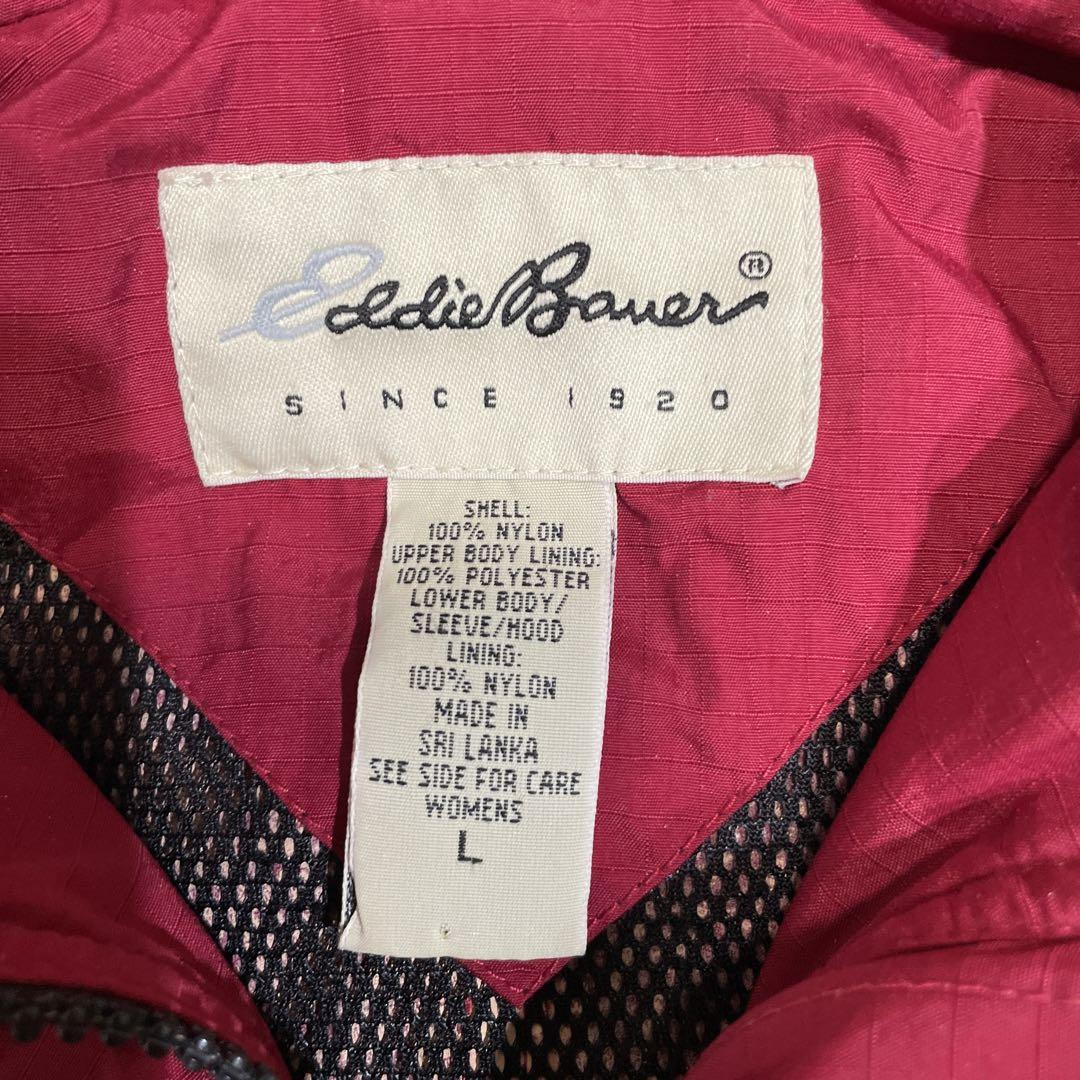 Eddie Bauer®
SINCE 1920
SHELL:
100% NYLON
UPPER BODY LINING:
100% POLYESTER
LOWER BODY/
SLEEVE/HOOD
LINING:
100% NYLON
MADE IN
SRI LANKA
SEE SIDE FOR CARE
WOMENS
L